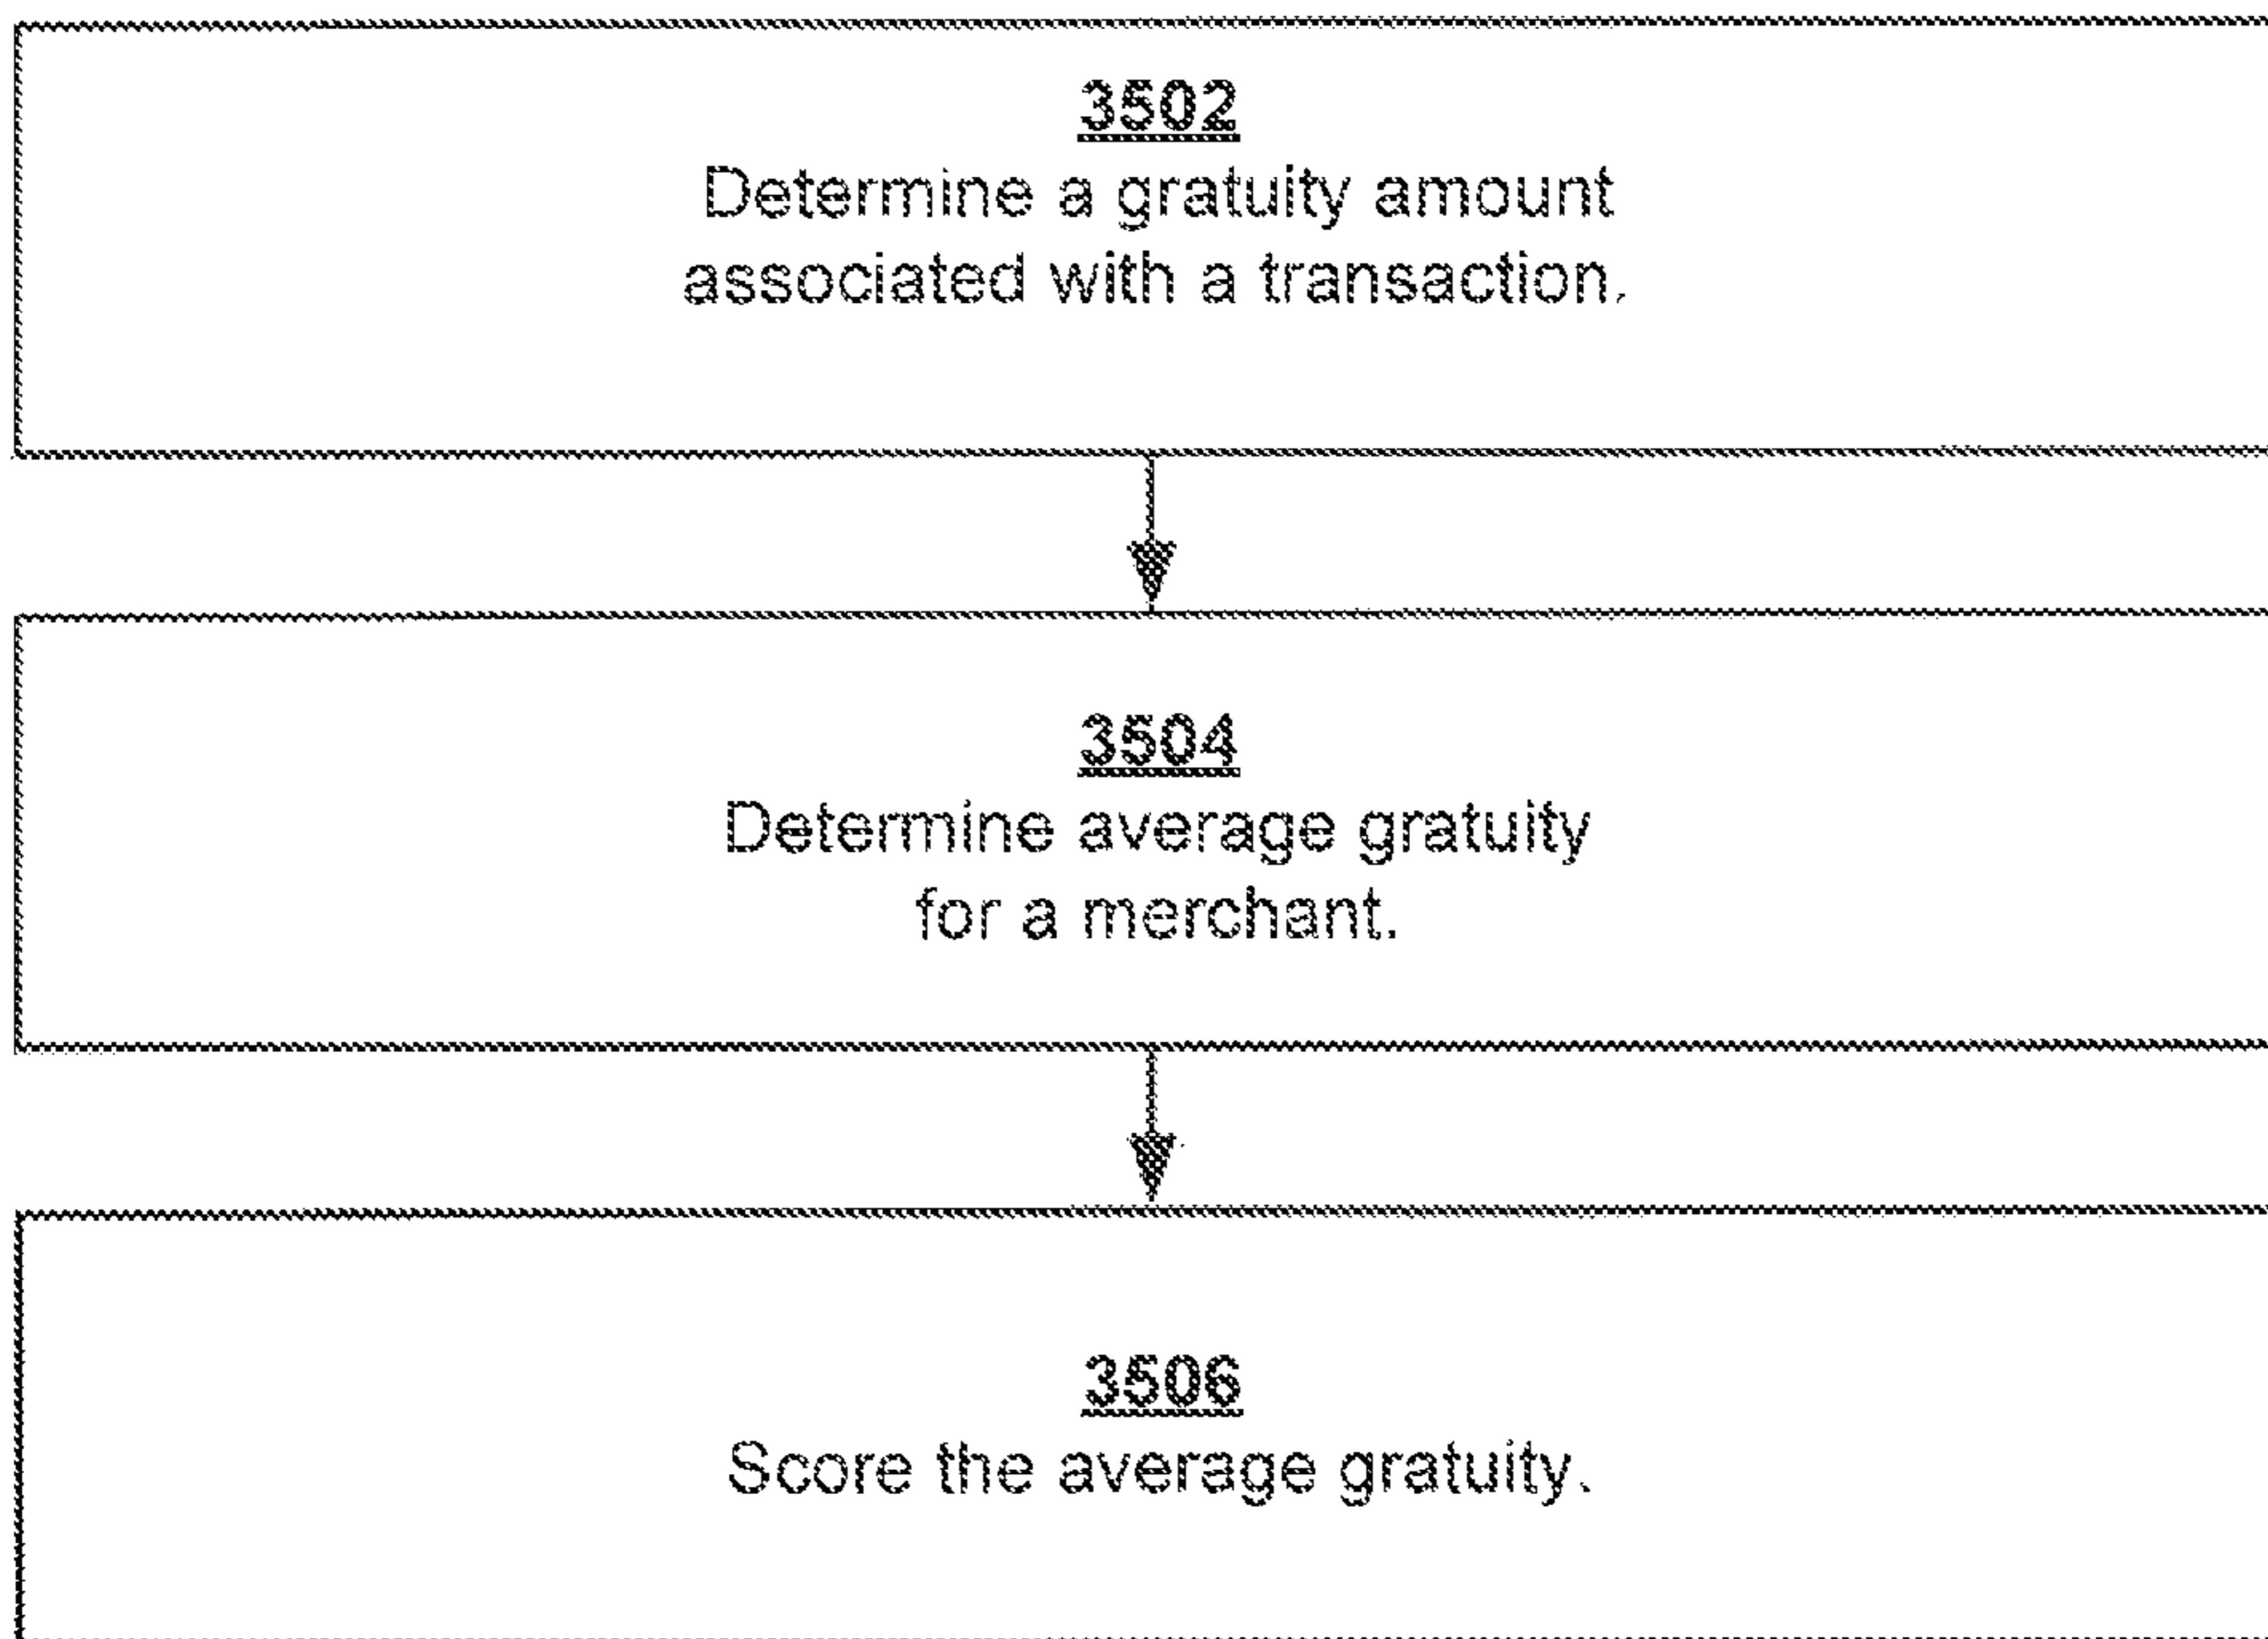 3502
Determine a gratuity amount
associated with a transaction.
3504
Determine average gratuity
for a merchant.
3506
Score the average gratuity.